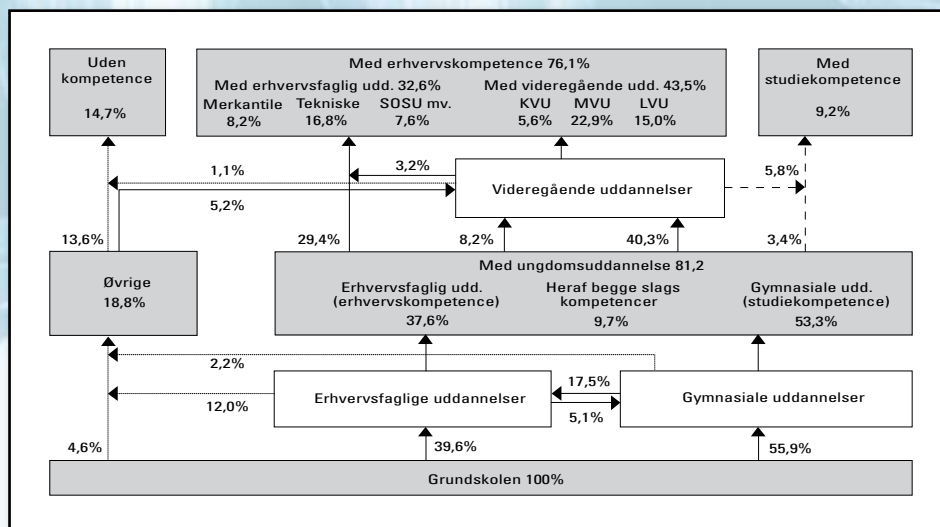 Uden
kompetence
14,7%
Med erhvervskompetence 76,1%
Med erhvervsfaglig udd. 32,6%
Med videregående udd. 43,5%
Merkantile
8,2%
Tekniske
16,8%
SOSU mv.
7,6%
KVU
5,6%
MVU
22,9%
LVU
15,0%
Med
studiekompetence
9,2%
1,1%
3,2%
5,2%
Videregående uddannelser
5,8%
13,6%
29,4%
8,2%
40,3%
3,4%
Øvrige
18,8%
Med ungdomsuddannelse 81,2
Erhvervsfaglig udd.
(erhvervskompetence)
37,6%
Heraf begge slags
kompetencer
9,7%
Gymnasiale udd.
(studiekompetence)
53,3%
2,2%
12,0%
Erhvervsfaglige uddannelser
17,5%
5,1%
Gymnasiale uddannelser
4,6%
39,6%
55,9%
Grundskolen 100%